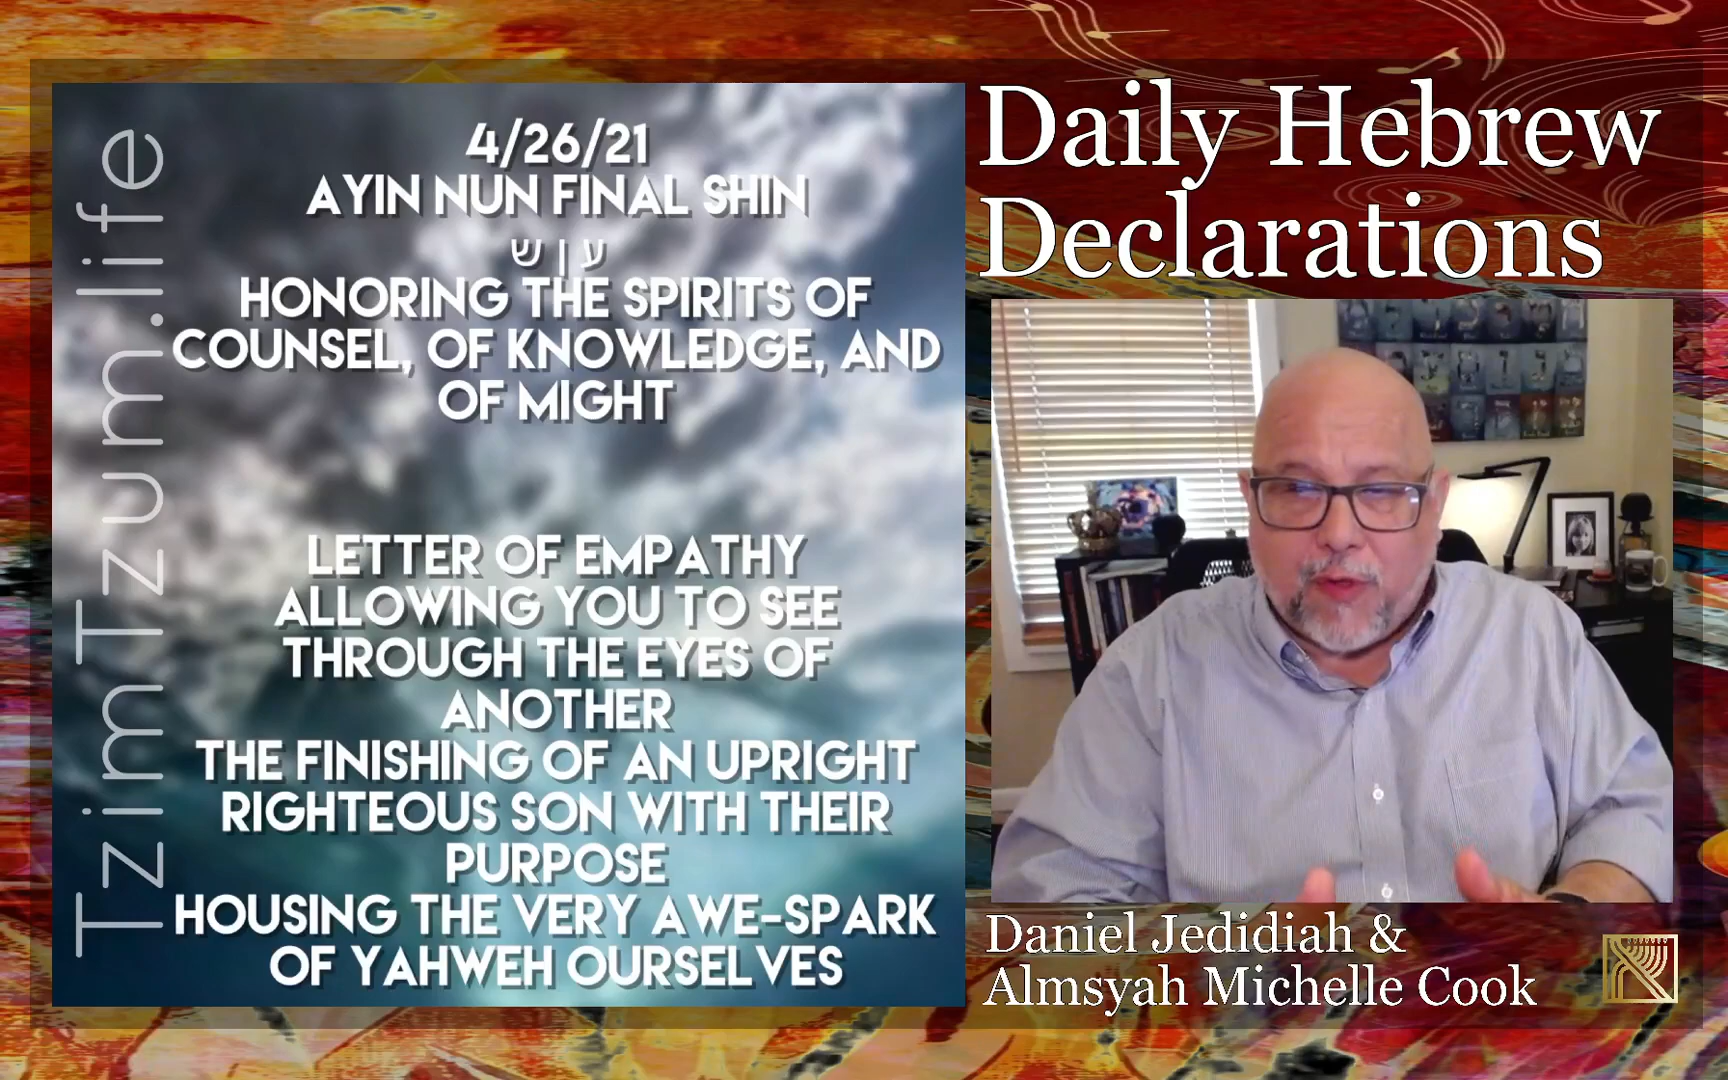 TzimTzum.life
4/26/21
AYIN NUN FINAL SHIN
ע ן ש
HONORING THE SPIRITS OF
COUNSEL, OF KNOWLEDGE, AND
OF MIGHT
LETTER OF EMPATHY
ALLOWING YOU TO SEE
THROUGH THE EYES OF
ANOTHER
THE FINISHING OF AN UPRIGHT
RIGHTEOUS SON WITH THEIR
PURPOSE
HOUSING THE VERY AWE-SPARK
OF YAHWEH OURSELVES
Daily Hebrew
Declarations
Daniel Jedidiah &
Almsyah Michelle Cook